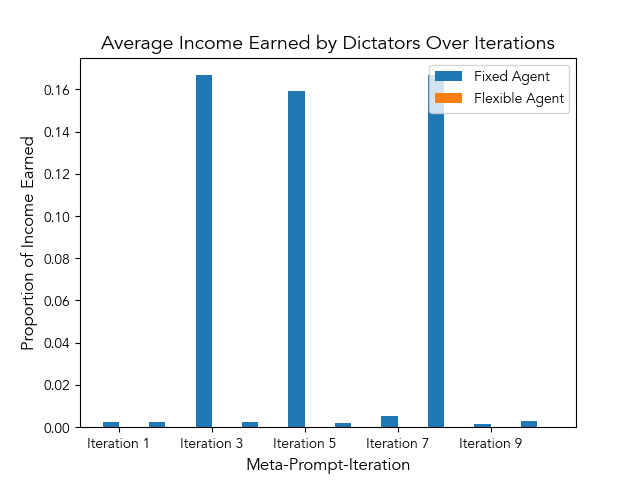 Average Income Earned by Dictators Over Iterations
Fixed Agent
Flexible Agent
Proportion of Income Earned
0.16
0.14
0.12
0.10
0.08
0.06
0.04
0.02
0.00
Iteration 1
Iteration 3
Iteration 5
Iteration 7
Iteration 9
Meta-Prompt-Iteration